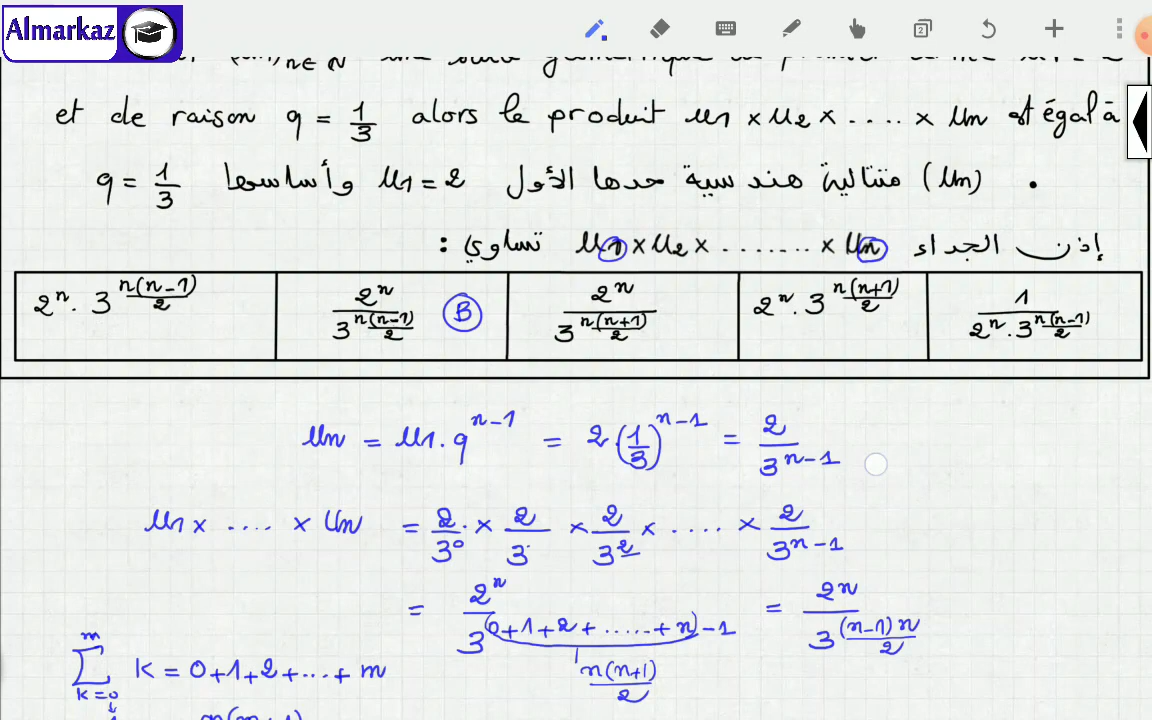 Almarkaz
2
n∈ℕ
et de raison q = 1/3 alors le produit u1 × u2 × .... × un est égal à
• (un) متتالية هندسية حدها الأول u1 = 2 وأساسها q = 1/3
إذن الجداء u1 × u2 × ....... × un تساوي :
2^n . 3^(n(n-1)/2)
2^n / 3^(n(n-1)/2) B
2^n / 3^(n(n+1)/2)
2^n . 3^(n(n+1)/2)
1 / (2^n . 3^(n(n-1)/2))
un = u1 . q^(n-1) = 2 (1/3)^(n-1) = 2 / 3^(n-1)
u1 × .... × un = 2/3^0 × 2/3 × 2/3^2 × .... × 2/3^(n-1)
= 2^n / 3^((0+1+2+.....+n)-1) = 2^n / 3^((n-1)n/2)
n(n+1)/2
m
∑ k = 0+1+2+...+m
k=0